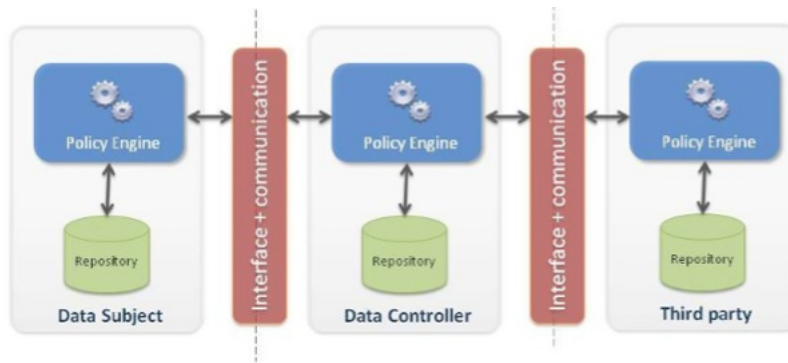 Policy Engine
Repository
Data Subject
Interface + communication
Policy Engine
Repository
Data Controller
Interface + communication
Policy Engine
Repository
Third party